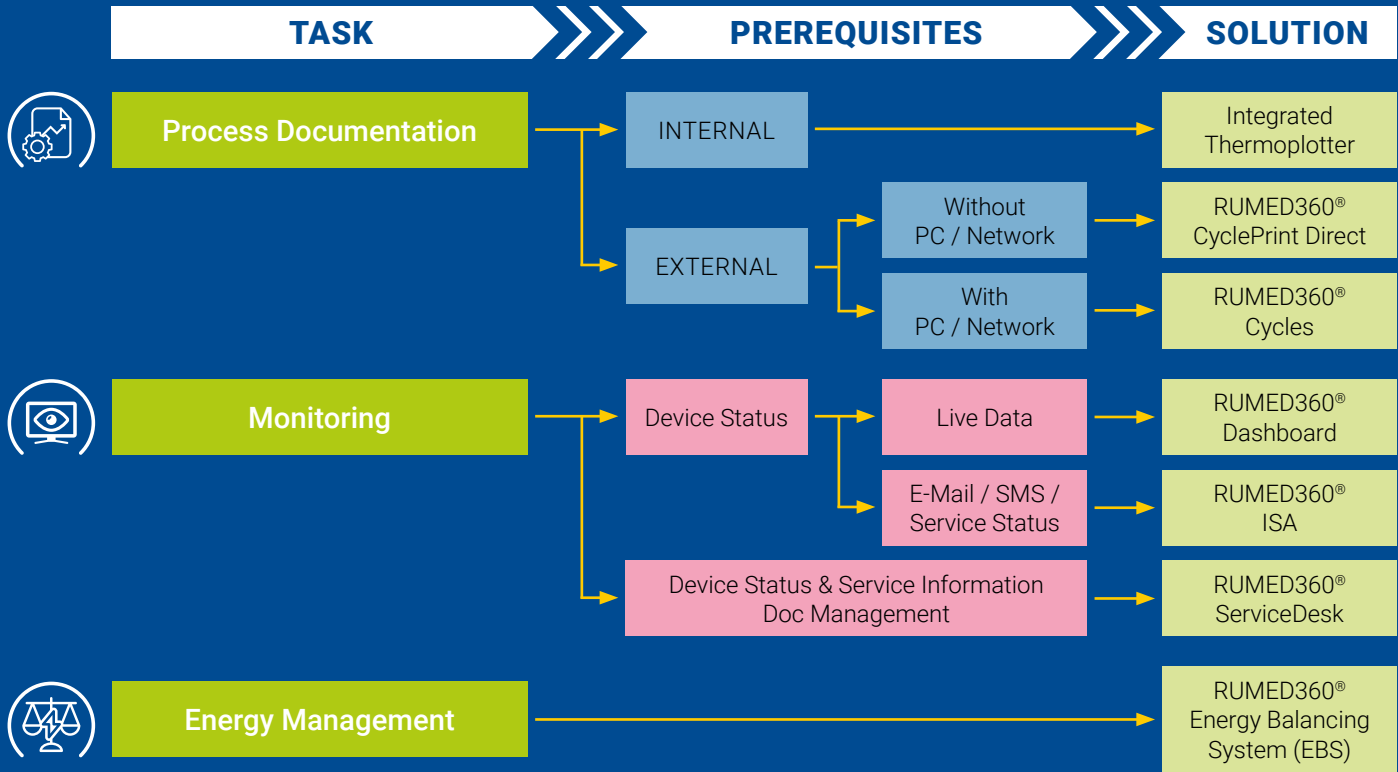 TASK
PREREQUISITES
SOLUTION
Process Documentation
INTERNAL
Integrated
Thermoplotter
EXTERNAL
Without
PC / Network
RUMED360®
CyclePrint Direct
With
PC / Network
RUMED360®
Cycles
Monitoring
Device Status
Live Data
RUMED360®
Dashboard
E-Mail / SMS /
Service Status
RUMED360®
ISA
Device Status & Service Information
Doc Management
RUMED360®
ServiceDesk
Energy Management
RUMED360®
Energy Balancing
System (EBS)